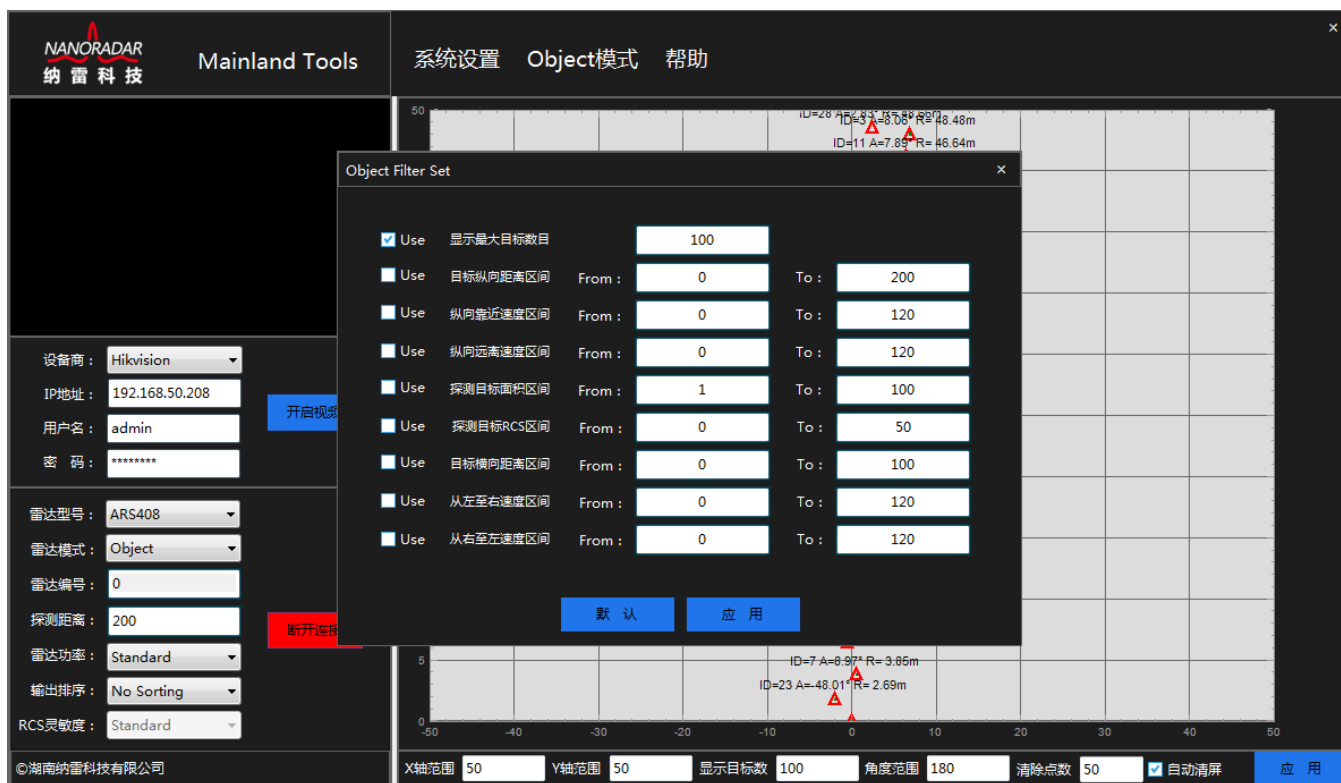 NANORADAR
纳雷科技
Mainland Tools
系统设置 Object模式 帮助
×
50
ID=28 A=2.83° R= 48.66m
ID=3 A=8.06° R= 48.48m
ID=11 A=7.89° R= 46.64m
Object Filter Set ×
Use 显示最大目标数目 100
Use 目标纵向距离区间 From： 0 To： 200
Use 纵向靠近速度区间 From： 0 To： 120
Use 纵向远离速度区间 From： 0 To： 120
Use 探测目标面积区间 From： 1 To： 100
Use 探测目标RCS区间 From： 0 To： 50
Use 目标横向距离区间 From： 0 To： 100
Use 从左至右速度区间 From： 0 To： 120
Use 从右至左速度区间 From： 0 To： 120
默 认 应 用
设备商： Hikvision
IP地址： 192.168.50.208
用户名： admin
密 码： ********
开启视频
雷达型号： ARS408
雷达模式： Object
雷达编号： 0
探测距离： 200
雷达功率： Standard
输出排序： No Sorting
RCS灵敏度： Standard
断开连接
5
ID=7 A=8.97° R= 3.85m
ID=23 A=-48.01° R= 2.69m
0
-50 -40 -30 -20 -10 0 10 20 30 40 50
©湖南纳雷科技有限公司
X轴范围 50 Y轴范围 50 显示目标数 100 角度范围 180 清除点数 50 自动清屏 应 用